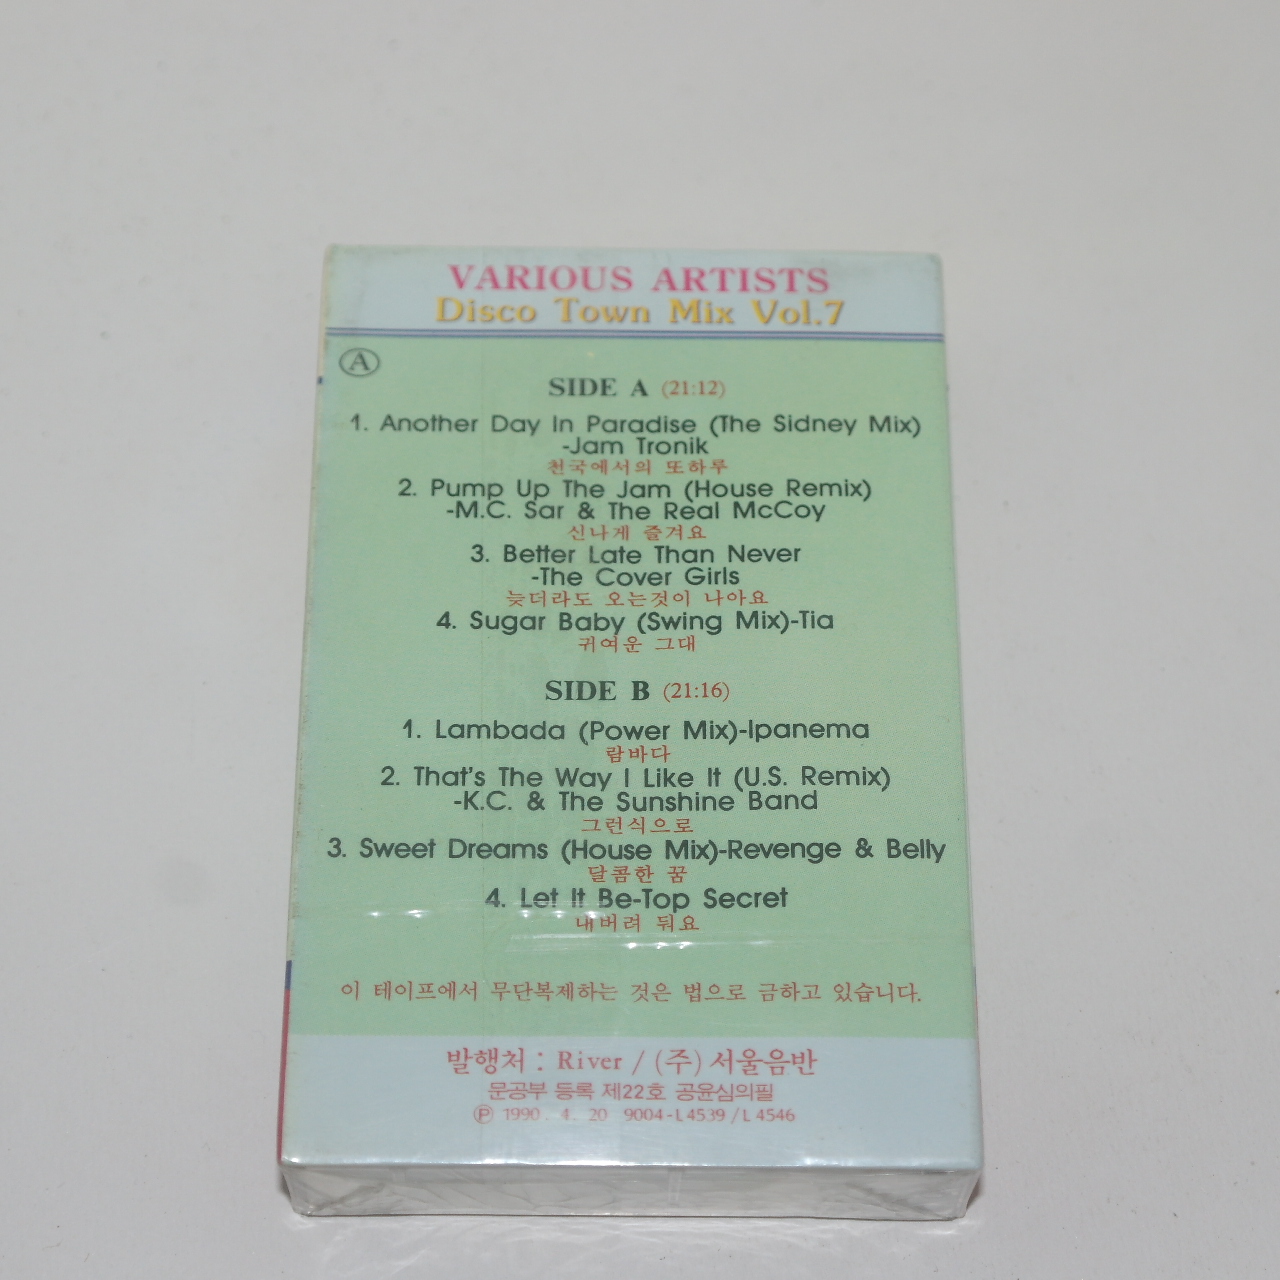 VARIOUS ARTISTS
Disco Town Mix Vol.7
A
SIDE A (21:12)
1. Another Day In Paradise (The Sidney Mix)
-Jam Tronik
천국에서의 또하루
2. Pump Up The Jam (House Remix)
-M.C. Sar & The Real McCoy
신나게 즐겨요
3. Better Late Than Never
-The Cover Girls
늦더라도 오는것이 나아요
4. Sugar Baby (Swing Mix)-Tia
귀여운 그대
SIDE B (21:16)
1. Lambada (Power Mix)-Ipanema
람바다
2. That's The Way I Like It (U.S. Remix)
-K.C. & The Sunshine Band
그런식으로
3. Sweet Dreams (House Mix)-Revenge & Belly
달콤한 꿈
4. Let It Be-Top Secret
내버려 둬요
이 테이프에서 무단복제하는 것은 법으로 금하고 있습니다.
발행처 : River / (주) 서울음반
문공부 등록 제22호 공윤심의필
℗ 1990. 4. 20 9004-L4539 /L4546